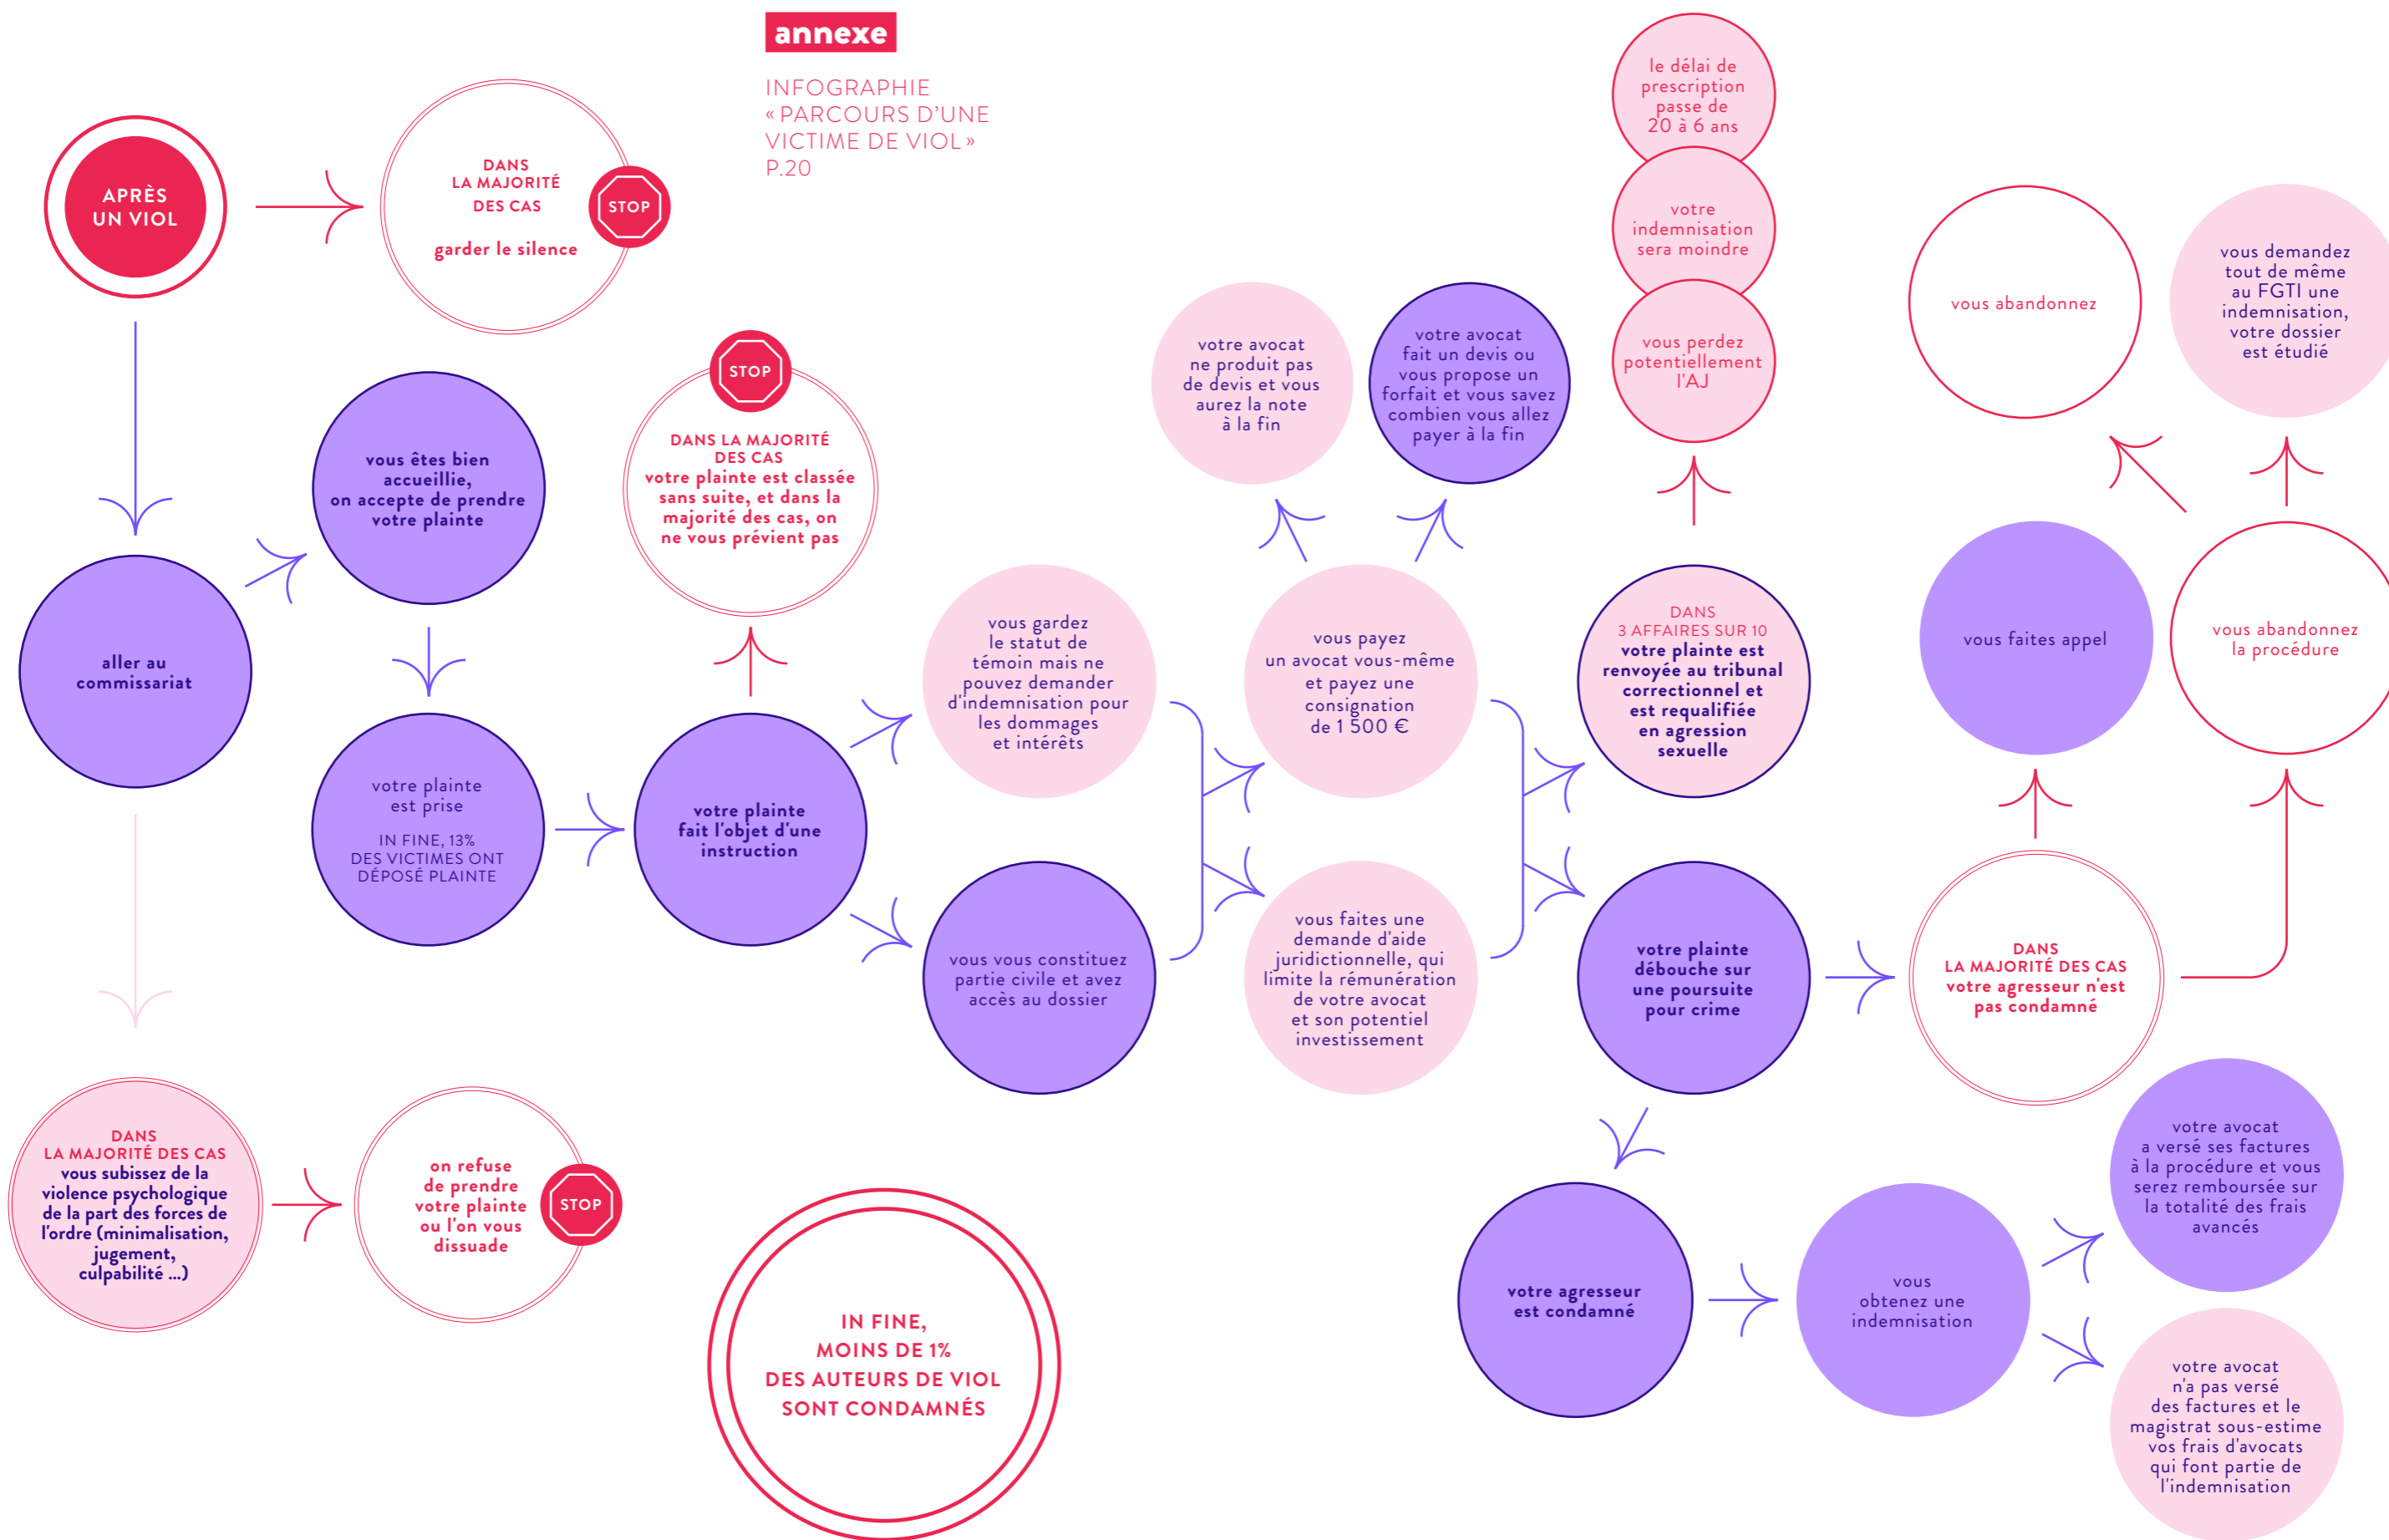 annexe
INFOGRAPHIE
« PARCOURS D'UNE
VICTIME DE VIOL »
P.20
APRÈS
UN VIOL
DANS
LA MAJORITÉ
DES CAS
garder le silence
STOP
aller au
commissariat
vous êtes bien
accueillie,
on accepte de prendre
votre plainte
votre plainte
est prise
IN FINE, 13%
DES VICTIMES ONT
DÉPOSÉ PLAINTE
DANS
LA MAJORITÉ DES CAS
vous subissez de la
violence psychologique
de la part des forces de
l'ordre (minimalisation,
jugement,
culpabilité ...)
on refuse
de prendre
votre plainte
ou l'on vous
dissuade
STOP
STOP
DANS LA MAJORITÉ
DES CAS
votre plainte est classée
sans suite, et dans la
majorité des cas, on
ne vous prévient pas
votre plainte
fait l'objet d'une
instruction
vous gardez
le statut de
témoin mais ne
pouvez demander
d'indemnisation pour
les dommages
et intérêts
vous vous constituez
partie civile et avez
accès au dossier
votre avocat
ne produit pas
de devis et vous
aurez la note
à la fin
votre avocat
fait un devis ou
vous propose un
forfait et vous savez
combien vous allez
payer à la fin
vous payez
un avocat vous-même
et payez une
consignation
de 1 500 €
vous faites une
demande d'aide
juridictionnelle, qui
limite la rémunération
de votre avocat
et son potentiel
investissement
le délai de
prescription
passe de
20 à 6 ans
votre
indemnisation
sera moindre
vous perdez
potentiellement
l'AJ
DANS
3 AFFAIRES SUR 10
votre plainte est
renvoyée au tribunal
correctionnel et
est requalifiée
en agression
sexuelle
votre plainte
débouche sur
une poursuite
pour crime
vous abandonnez
vous demandez
tout de même
au FGTI une
indemnisation,
votre dossier
est étudié
vous faites appel
vous abandonnez
la procédure
DANS
LA MAJORITÉ DES CAS
votre agresseur n'est
pas condamné
votre agresseur
est condamné
vous
obtenez une
indemnisation
votre avocat
a versé ses factures
à la procédure et vous
serez remboursée sur
la totalité des frais
avancés
votre avocat
n'a pas versé
des factures et le
magistrat sous-estime
vos frais d'avocats
qui font partie de
l'indemnisation
IN FINE,
MOINS DE 1%
DES AUTEURS DE VIOL
SONT CONDAMNÉS